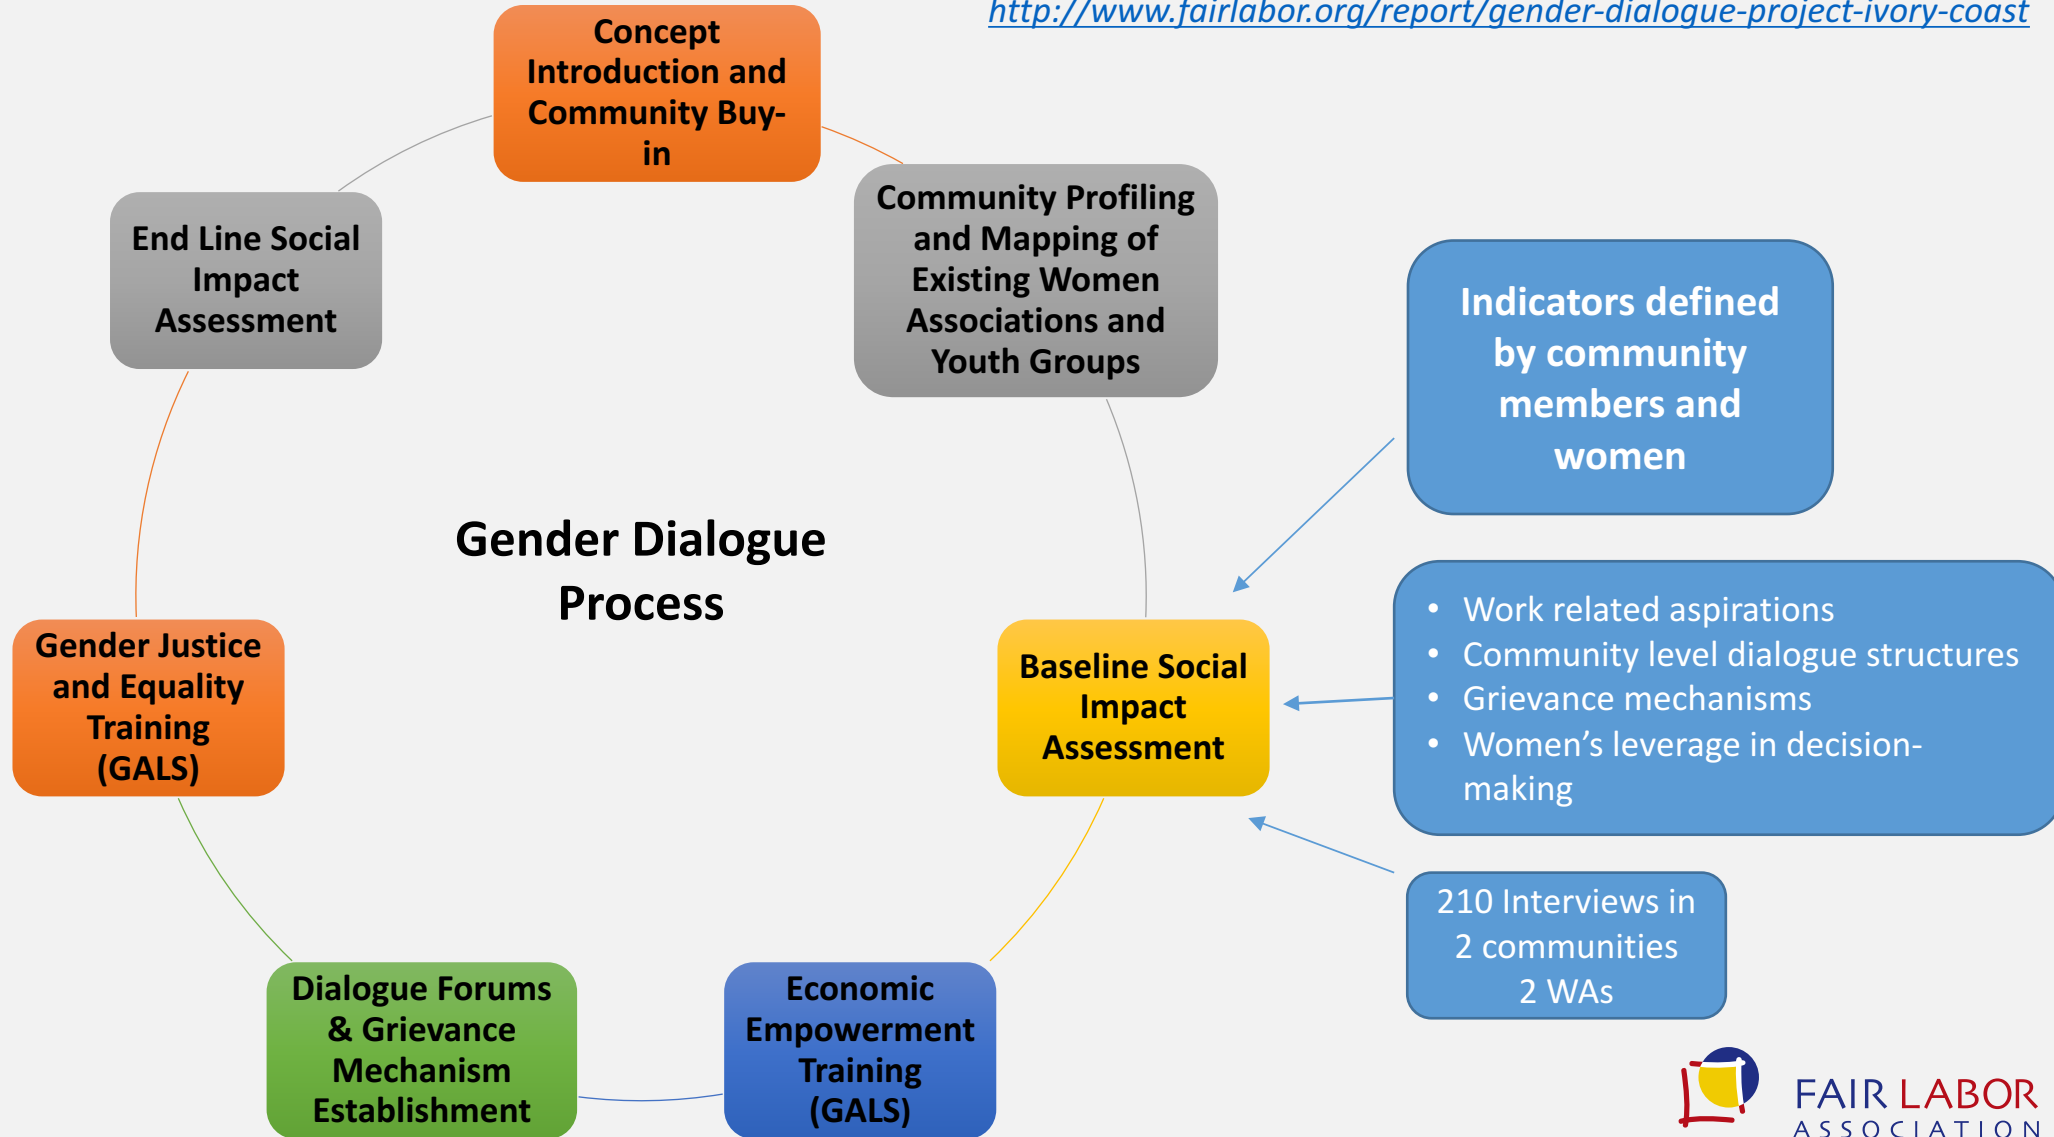 http://www.fairlabor.org/report/gender-dialogue-project-ivory-coast
Concept
Introduction and
Community Buy-
in
Community Profiling
and Mapping of
Existing Women
Associations and
Youth Groups
End Line Social
Impact
Assessment
Indicators defined
by community
members and
women
Gender Dialogue
Process
• Work related aspirations
• Community level dialogue structures
• Grievance mechanisms
• Women’s leverage in decision-
making
Gender Justice
and Equality
Training
(GALS)
Baseline Social
Impact
Assessment
210 Interviews in
2 communities
2 WAs
Dialogue Forums
& Grievance
Mechanism
Establishment
Economic
Empowerment
Training
(GALS)
FAIR LABOR
ASSOCIATION